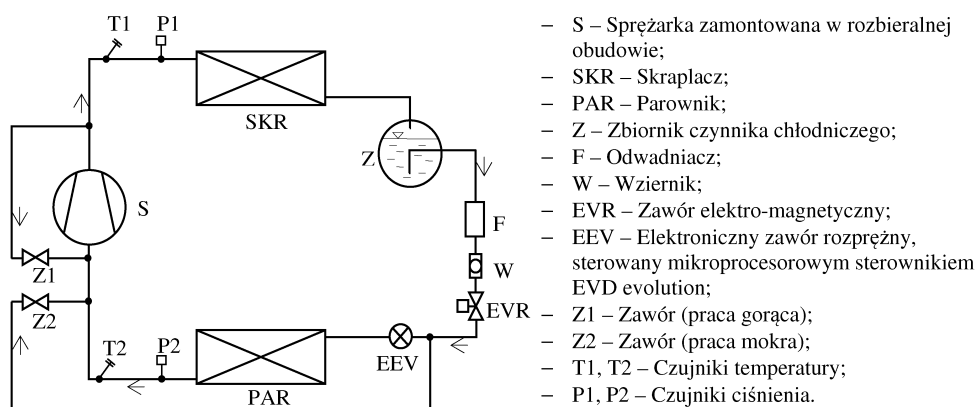 T1
P1
SKR
Z
S
F
W
Z1
Z2
EVR
T2
P2
EEV
PAR
– S – Sprężarka zamontowana w rozbieralnej
obudowie;
– SKR – Skraplacz;
– PAR – Parownik;
– Z – Zbiornik czynnika chłodniczego;
– F – Odwadniacz;
– W – Wziernik;
– EVR – Zawór elektro-magnetyczny;
– EEV – Elektroniczny zawór rozprężny,
sterowany mikroprocesorowym sterownikiem
EVD evolution;
– Z1 – Zawór (praca gorąca);
– Z2 – Zawór (praca mokra);
– T1, T2 – Czujniki temperatury;
– P1, P2 – Czujniki ciśnienia.